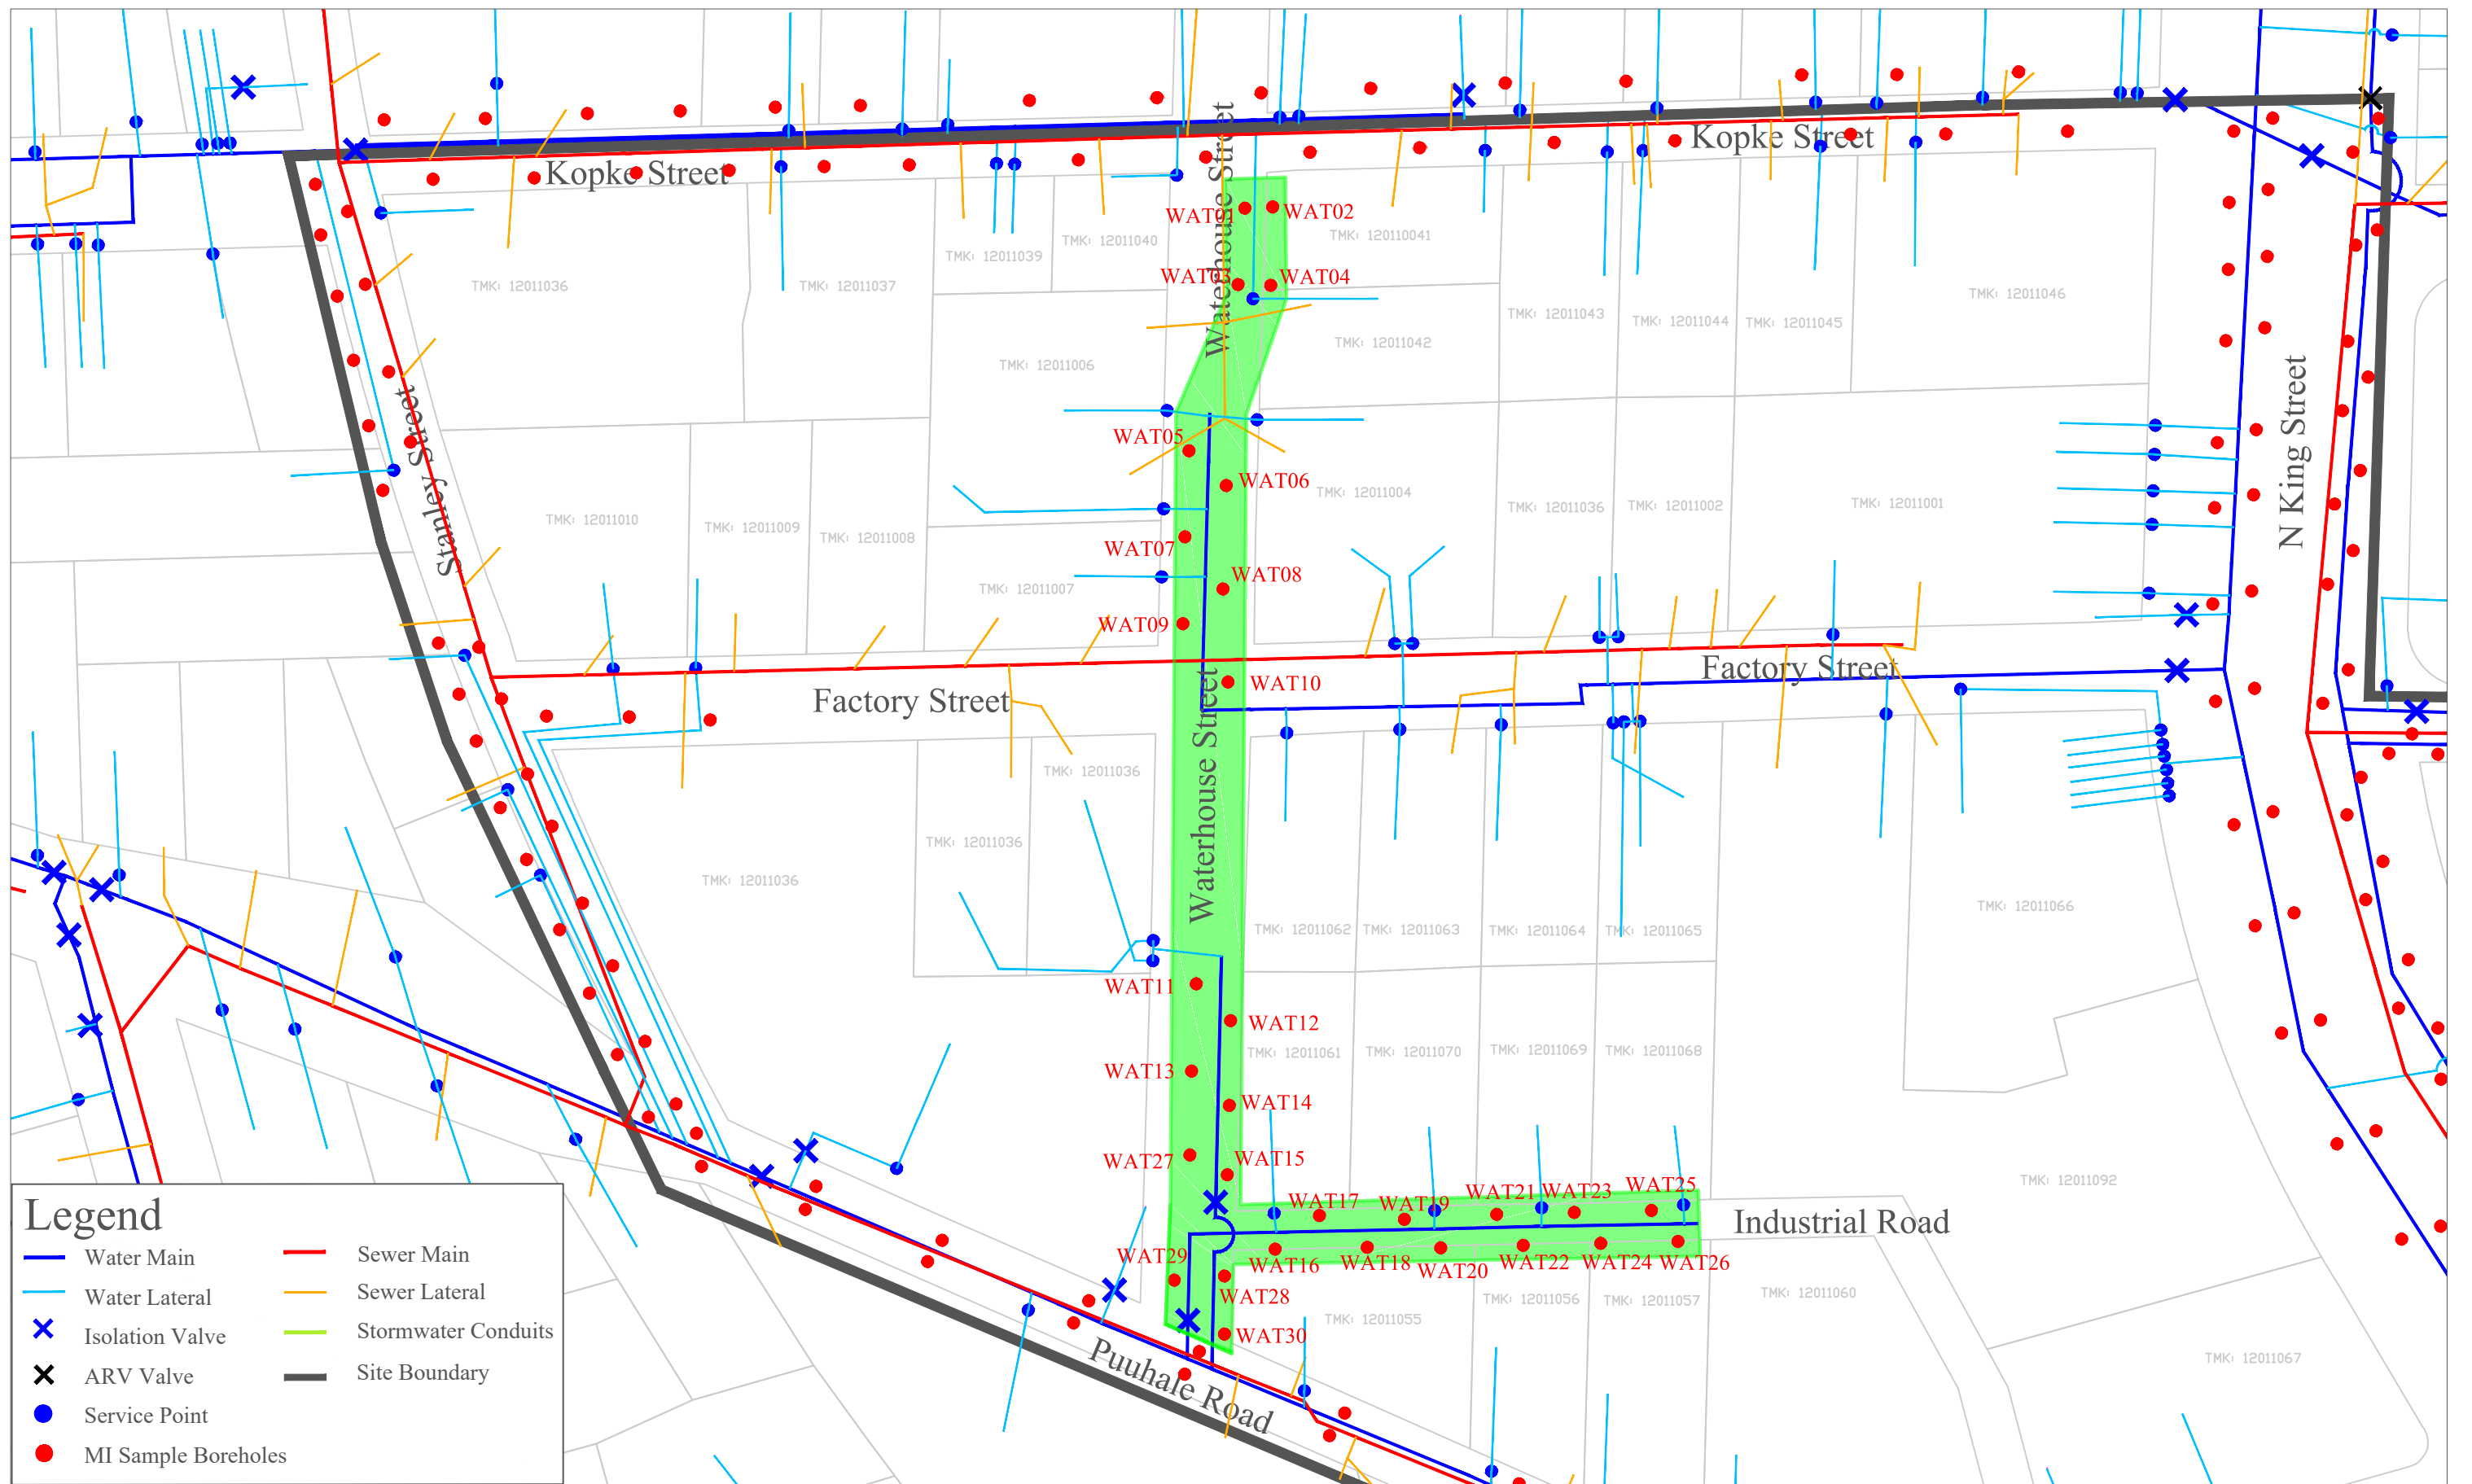 Kopke Street
Kopke Street
Waterhouse Street
WAT01
WAT02
TMK: 120110041
TMK: 12011040
TMK: 12011039
WAT03
WAT04
TMK: 12011036
TMK: 12011037
TMK: 12011043
TMK: 12011044
TMK: 12011045
TMK: 12011046
TMK: 12011042
TMK: 12011006
Stanley Street
N King Street
WAT05
WAT06
TMK: 12011004
TMK: 12011036
TMK: 12011002
TMK: 12011001
TMK: 12011010
TMK: 12011009
TMK: 12011008
WAT07
WAT08
TMK: 12011007
WAT09
WAT10
Factory Street
Factory Street
Waterhouse Street
TMK: 12011036
TMK: 12011036
TMK: 12011036
TMK: 12011062
TMK: 12011063
TMK: 12011064
TMK: 12011065
TMK: 12011066
WAT11
WAT12
TMK: 12011061
TMK: 12011070
TMK: 12011069
TMK: 12011068
WAT13
WAT14
WAT27
WAT15
TMK: 12011092
WAT17
WAT19
WAT21
WAT23
WAT25
Industrial Road
WAT29
WAT16
WAT18
WAT20
WAT22
WAT24
WAT26
WAT28
TMK: 12011055
TMK: 12011056
TMK: 12011057
TMK: 12011060
WAT30
TMK: 12011067
Puuhale Road
Legend
Water Main
Sewer Main
Water Lateral
Sewer Lateral
Isolation Valve
Stormwater Conduits
ARV Valve
Site Boundary
Service Point
MI Sample Boreholes